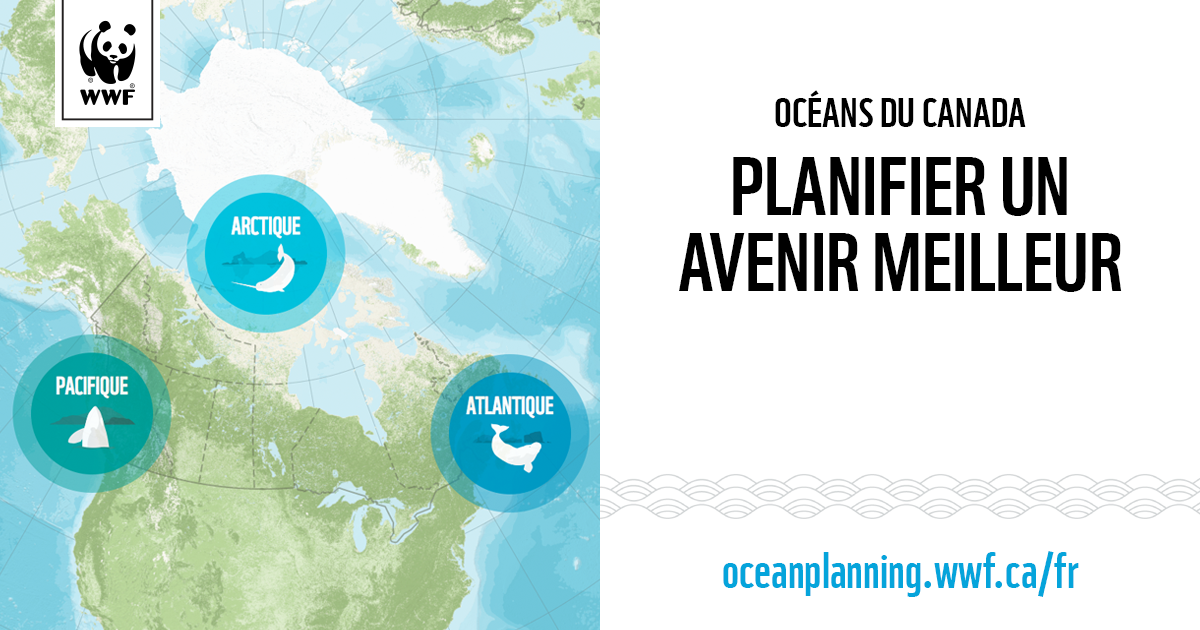 WWF
ARCTIQUE
PACIFIQUE
ATLANTIQUE
OCÉANS DU CANADA
PLANIFIER UN
AVENIR MEILLEUR
oceanplanning.wwf.ca/fr